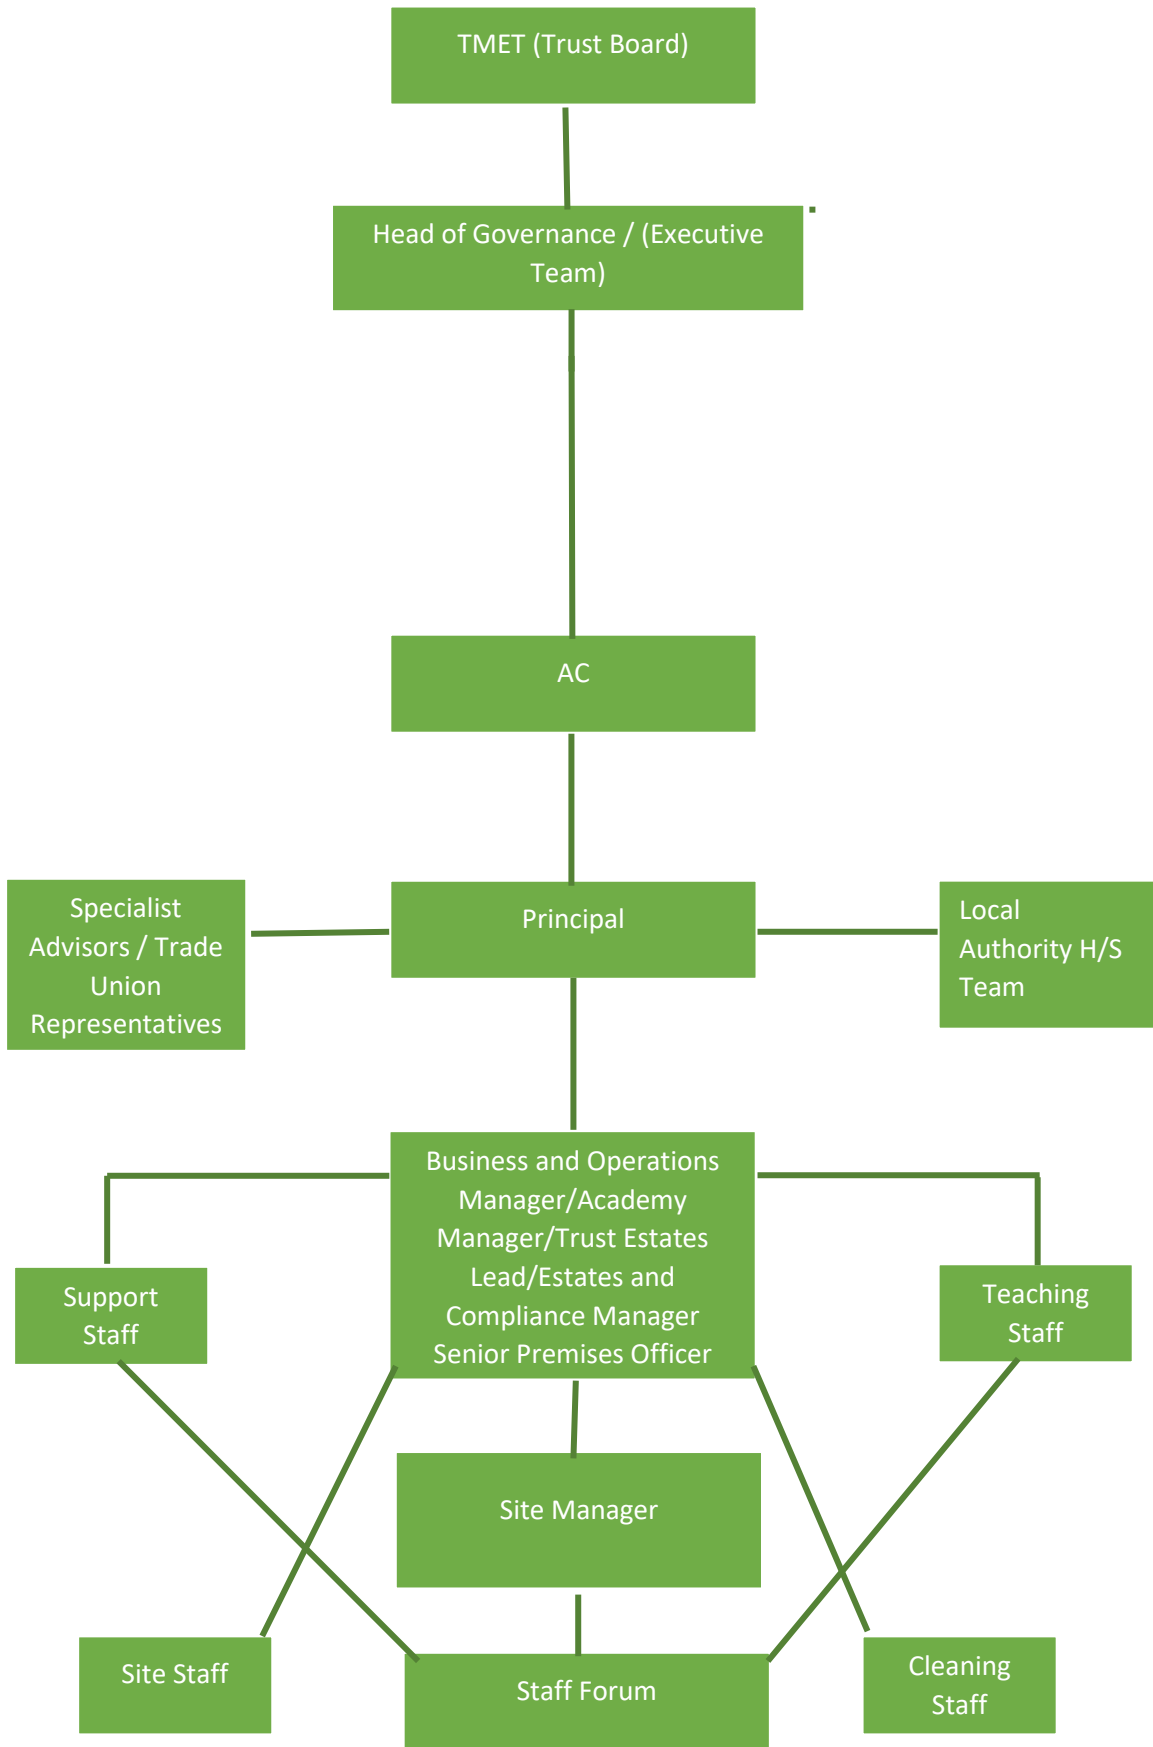 TMET (Trust Board)
Head of Governance / (Executive
Team)
AC
Specialist
Advisors / Trade
Union
Representatives
Principal
Local
Authority H/S
Team
Business and Operations
Manager/Academy
Manager/Trust Estates
Lead/Estates and
Compliance Manager
Senior Premises Officer
Support
Staff
Teaching
Staff
Site Manager
Site Staff
Staff Forum
Cleaning
Staff